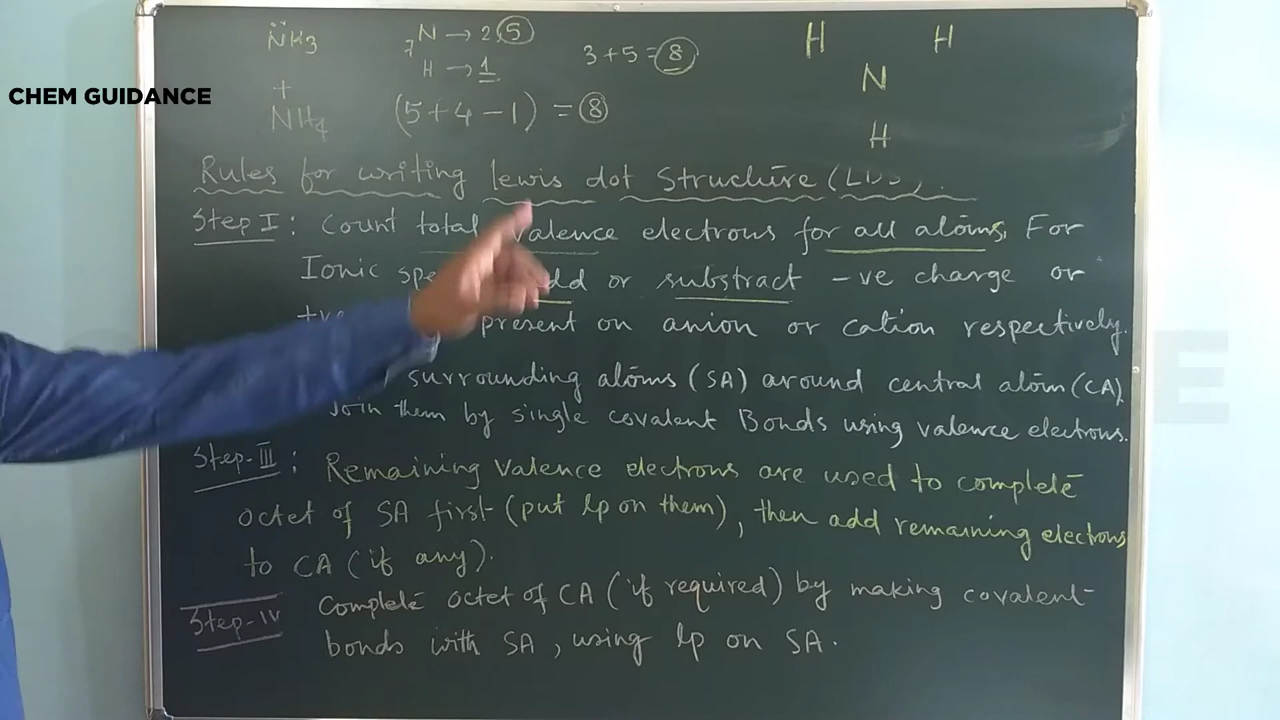 N̈H3 7N → 2,5 3+5=8 H H
H → 1 N
CHEM GUIDANCE
+
NH4 (5+4-1) = 8 H
Rules for writing lewis dot Structure (LDS).
Step I: Count total valence electrons for all atoms. For
Ionic add or substract -ve charge or
+ve present on anion or cation respectively.
surrounding atoms (SA) around central atom (CA).
Join them by single covalent Bonds using valence electrons.
Step-III: Remaining valence electrons are used to complete
octet of SA first (put lp on them), then add remaining electrons
to CA (if any).
Step-IV Complete octet of CA (if required) by making covalent
bonds with SA, using lp on SA.